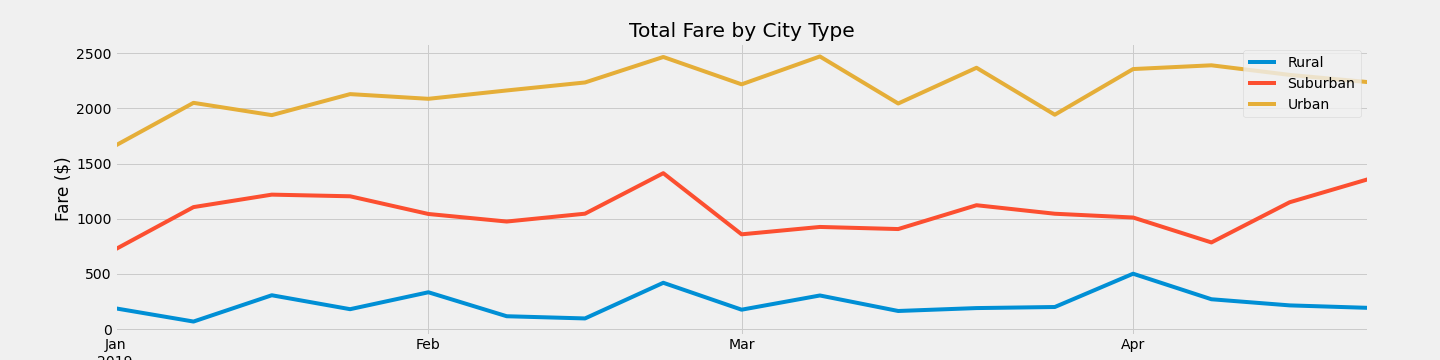 Total Fare by City Type
Fare ($)
2500
2000
1500
1000
500
0
Rural
Suburban
Urban
Jan
Feb
Mar
Apr